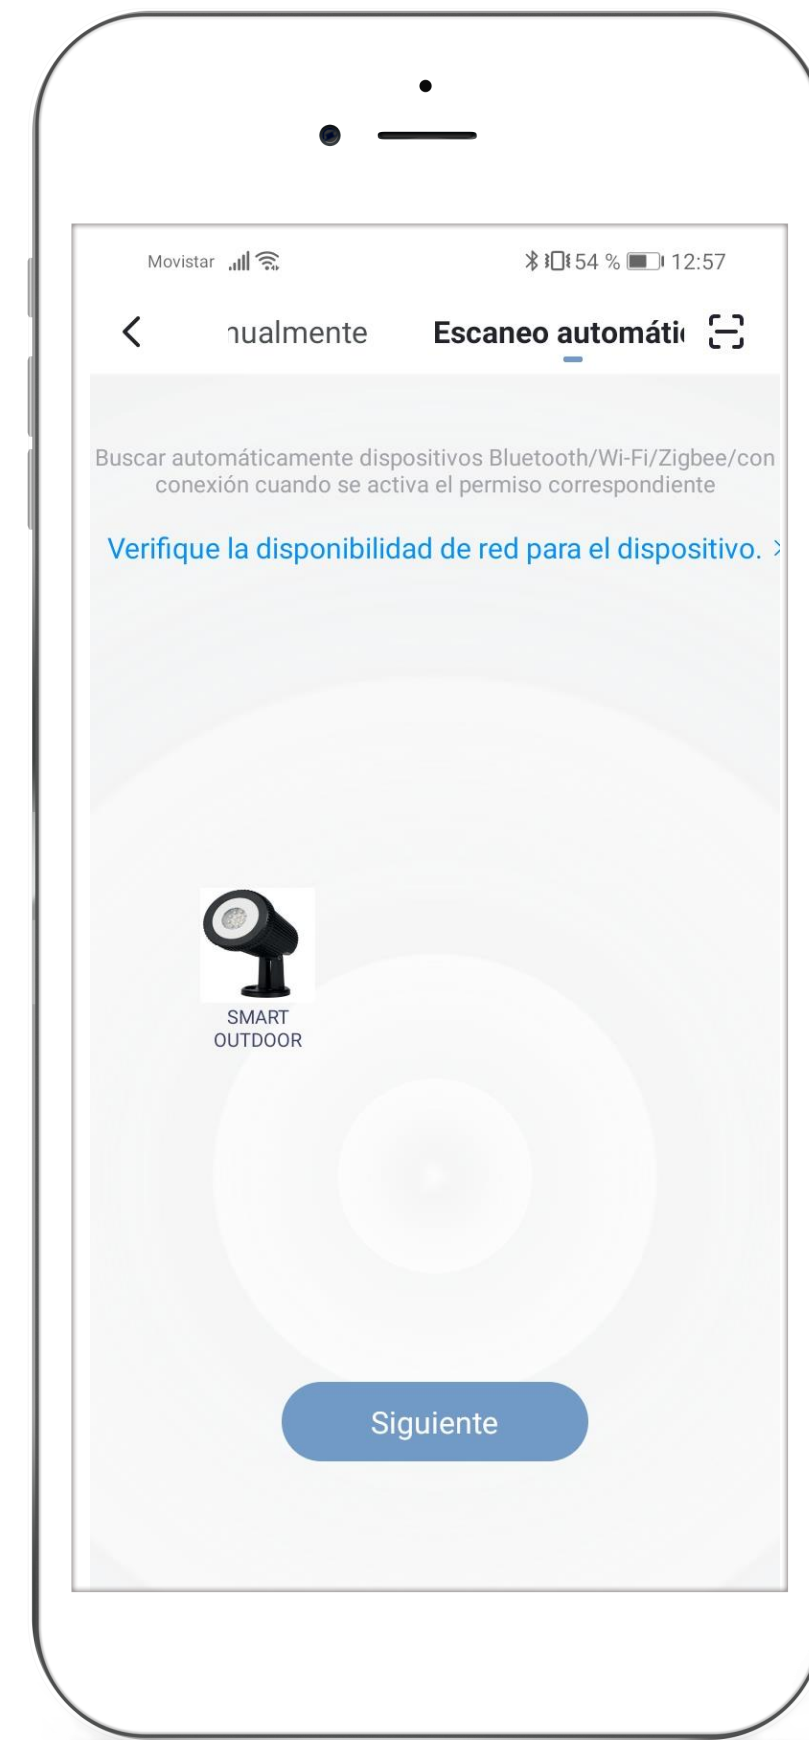 Movistar 54 % 12:57
nualmente Escaneo automáti
Buscar automáticamente dispositivos Bluetooth/Wi-Fi/Zigbee/con
conexión cuando se activa el permiso correspondiente
Verifique la disponibilidad de red para el dispositivo. >
SMART
OUTDOOR
Siguiente